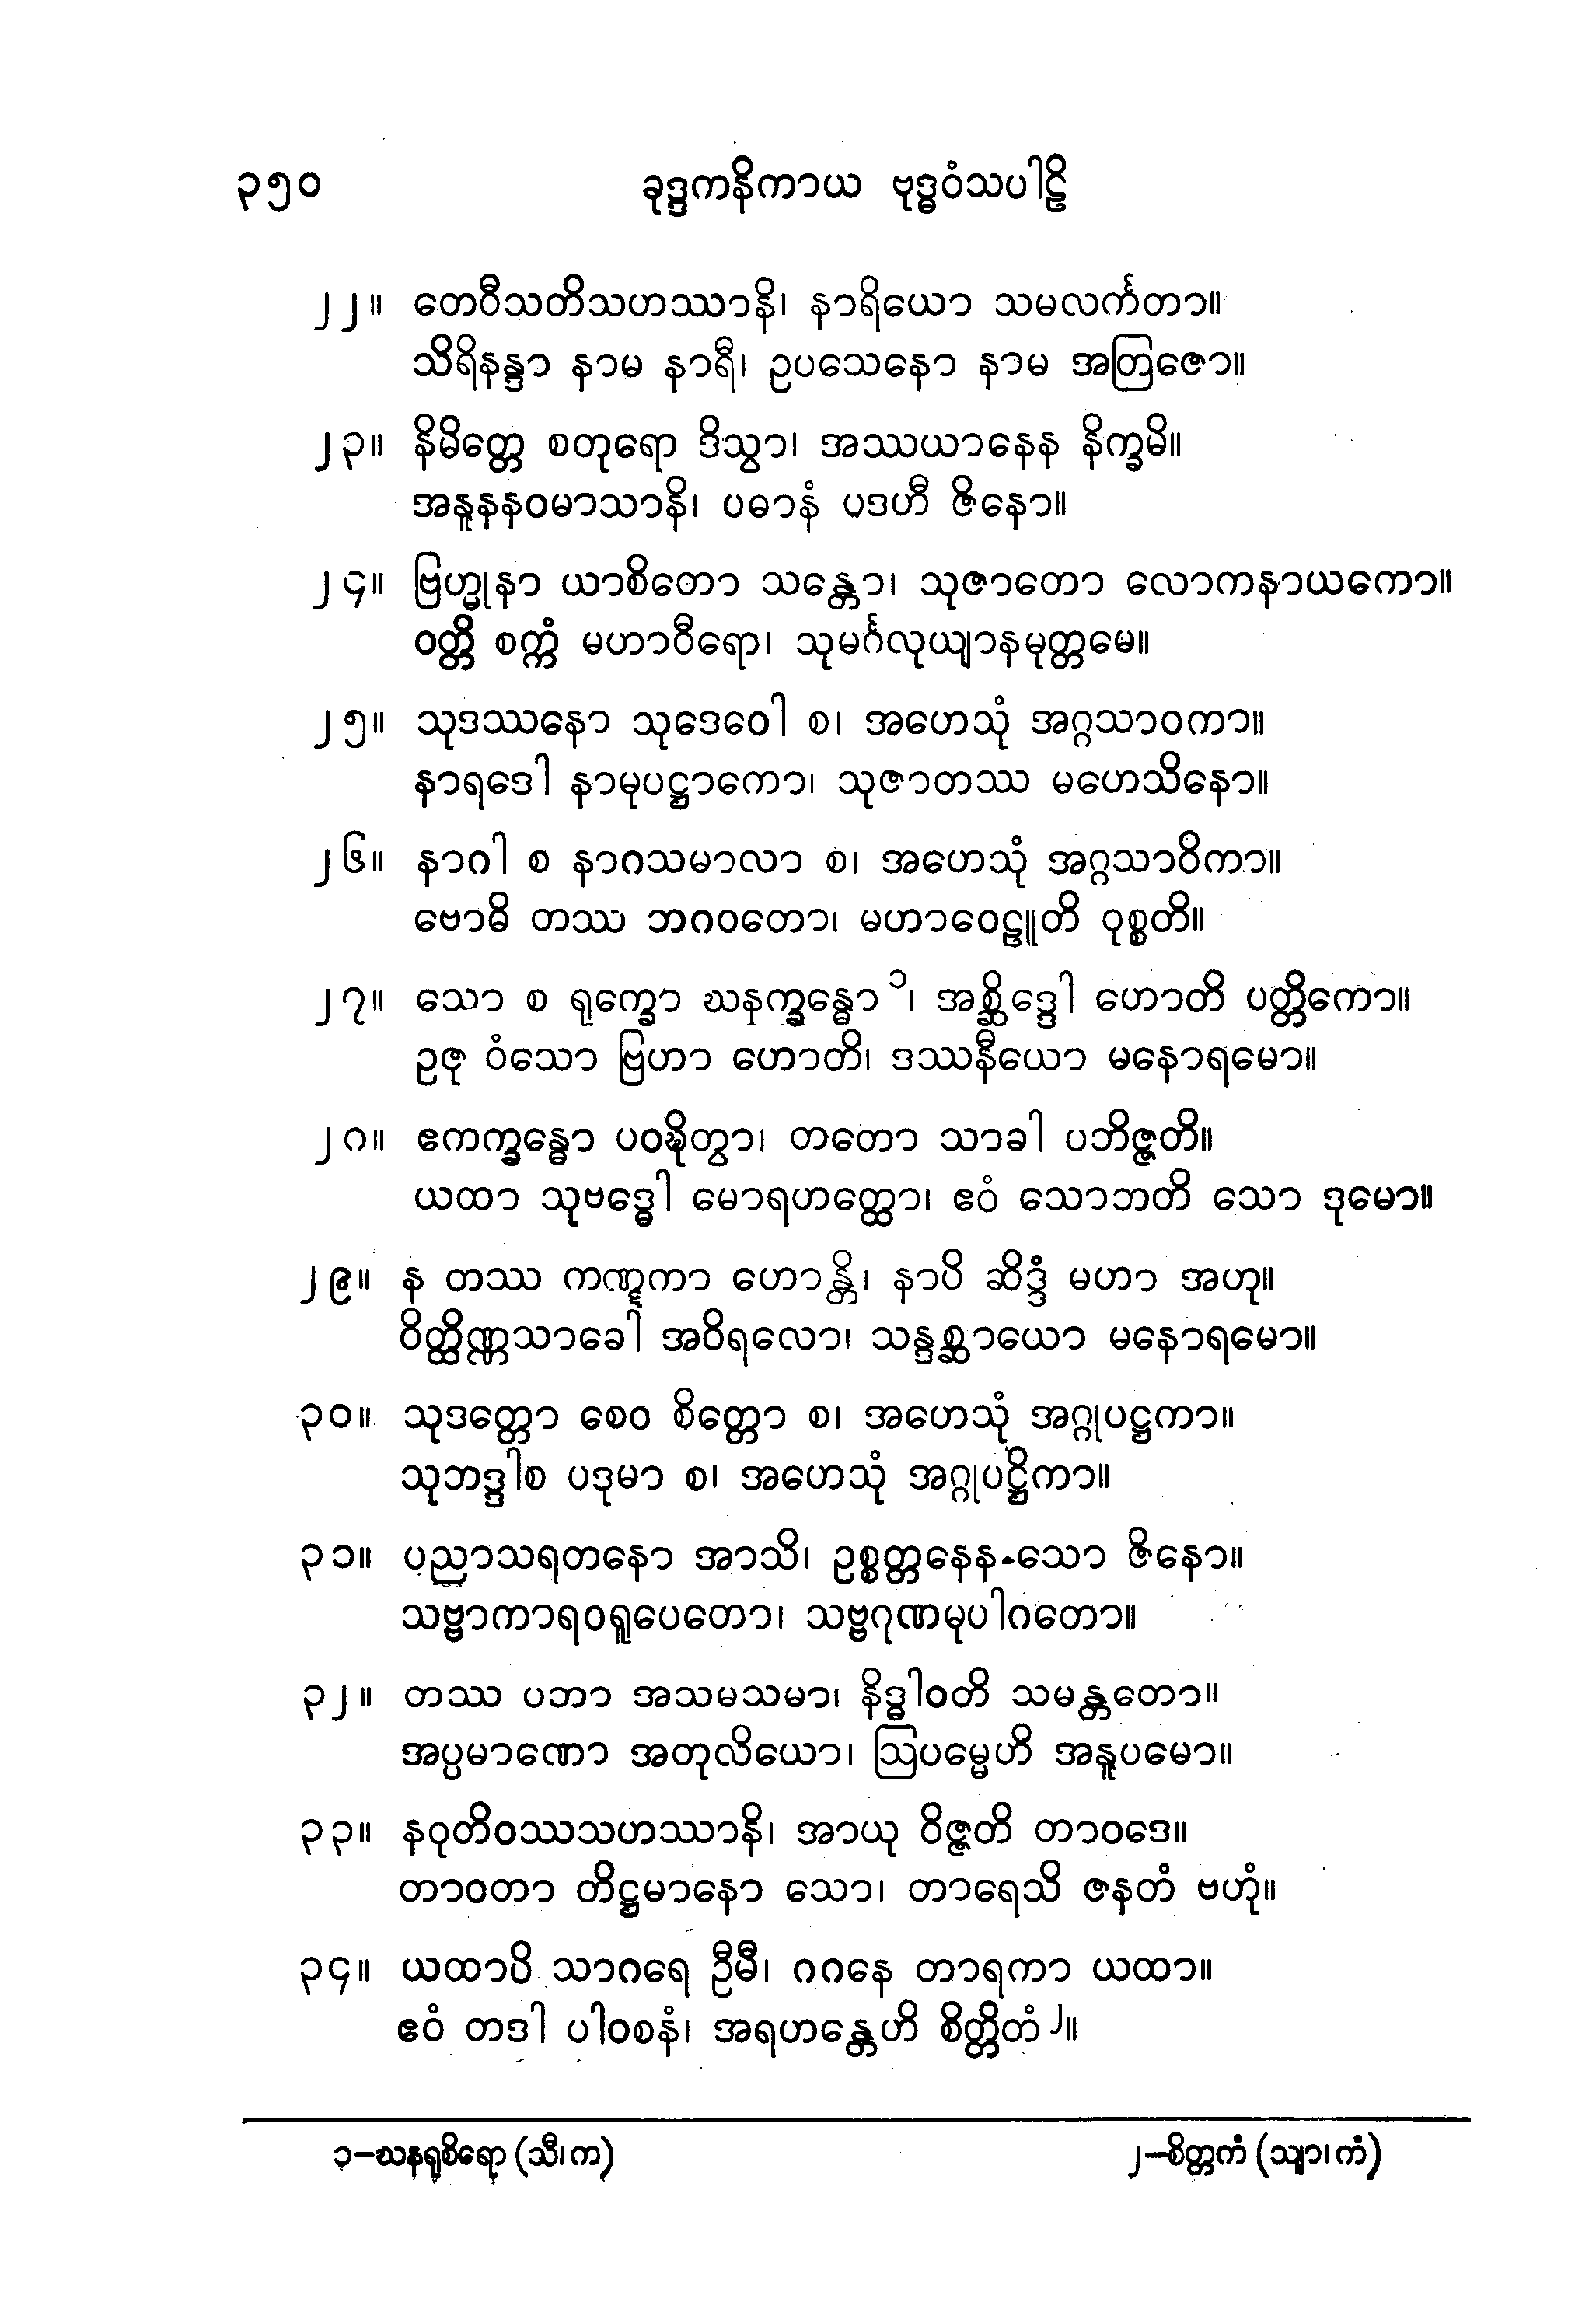 ၃၅၀ ခုဒ္ဒကနိကာယ ဗုဒ္ဓဝံသပါဠိ
၂၂။ တေဝီသတိသဟဿာနိ၊ နာရိယော သမလင်္ကတာ။
သိရိနန္ဒာ နာမ နာရီ၊ ဥပသေနော နာမ အတြဇော။
၂၃။ နိမိတ္တေ စတုရော ဒိသွာ၊ အဿယာနေန နိက္ခမိ။
အနူနနဝမာသာနိ၊ ပဓာနံ ပဒဟီ ဇိနော။
၂၄။ ဗြဟ္မုနာ ယာစိတော သန္တော၊ သုဇာတော လောကနာယကော။
ဝတ္တိ စက္ကံ မဟာဝီရော၊ သုမင်္ဂလုယျာနမုတ္တမေ။
၂၅။ သုဒဿနော သုဒေဝေါ စ၊ အဟေသုံ အဂ္ဂသာဝကာ။
နာရဒေါ နာမုပဋ္ဌာကော၊ သုဇာတဿ မဟေသိနော။
၂၆။ နာဂါ စ နာဂသမာလာ စ၊ အဟေသုံ အဂ္ဂသာဝိကာ။
ဗောဓိ တဿ ဘဂဝတော၊ မဟာဝေဠူတိ ဝုစ္စတိ။
၂၇။ သော စ ရုက္ခော ဃနက္ခန္ဓော ၁၊ အစ္ဆိဒ္ဒေါ ဟောတိ ပတ္တိကော။
ဥဇု ဝံသော ဗြဟာ ဟောတိ၊ ဒဿနီယော မနောရမော။
၂၈။ ဧကက္ခန္ဓော ပဝဍ္ဎိတွာ၊ တတော သာခါ ပဘိဇ္ဇတိ။
ယထာ သုဗဒ္ဓေါ မောရဟတ္ထော၊ ဧဝံ သောဘတိ သော ဒုမော။
၂၉။ န တဿ ကဏ္ဋကာ ဟောန္တိ၊ နာပိ ဆိဒ္ဒံ မဟာ အဟု။
ဝိတ္ထိဏ္ဏသာခေါ အဝိရလော၊ သန္ဒစ္ဆာယော မနောရမော။
၃၀။ သုဒတ္တော စေဝ စိတ္တော စ၊ အဟေသုံ အဂ္ဂုပဋ္ဌကာ။
သုဘဒ္ဒါစ ပဒုမာ စ၊ အဟေသုံ အဂ္ဂုပဋ္ဌိကာ။
၃၁။ ပညာသရတနော အာသိ၊ ဥစ္စတ္တနေန-သော ဇိနော။
သဗ္ဗာကာရဝရူပေတော၊ သဗ္ဗဂုဏမုပါဂတော။
၃၂။ တဿ ပဘာ အသမသမာ၊ နိဒ္ဓါဝတိ သမန္တတော။
အပ္ပမာဏော အတုလိယော၊ ဩပမ္မေဟိ အနူပမော။
၃၃။ နဝုတိဝဿသဟဿာနိ၊ အာယု ဝိဇ္ဇတိ တာဝဒေ။
တာဝတာ တိဋ္ဌမာနော သော၊ တာရေသိ ဇနတံ ဗဟုံ။
၃၄။ ယထာပိ သာဂရေ ဦမီ၊ ဂဂနေ တာရကာ ယထာ။
ဧဝံ တဒါ ပါဝစနံ၊ အရဟန္တေဟိ စိတ္တိတံ ၂။
၁–ဃနရုစိရော (သီ၊က) ၂–စိတ္တကံ (သျာ၊ကံ)